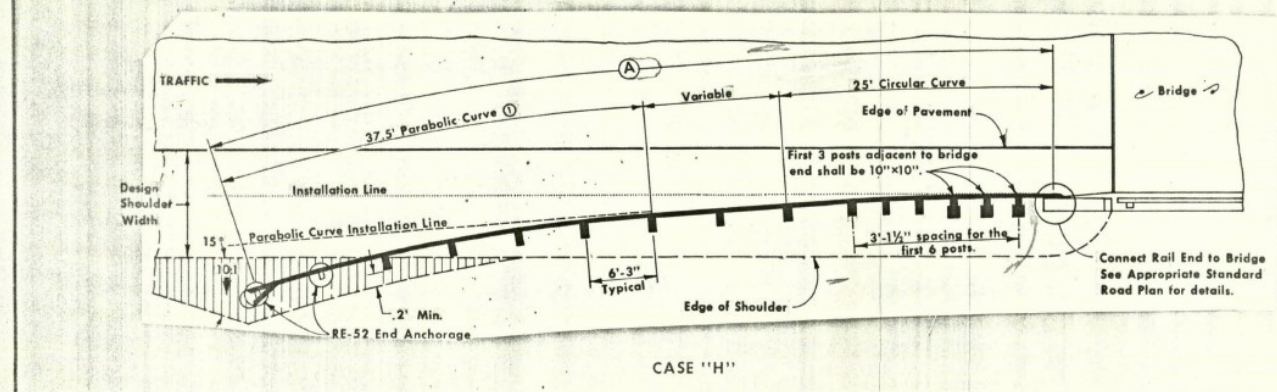 TRAFFIC
A
25' Circular Curve
Variable
37.5' Parabolic Curve ①
Edge of Pavement
Bridge
First 3 posts adjacent to bridge
end shall be 10"×10".
Design
Shoulder
Width
Installation Line
Parabolic Curve Installation Line
15°
10:1
3'-1½" spacing for the
first 6 posts.
6'-3"
Typical
Connect Rail End to Bridge
See Appropriate Standard
Road Plan for details.
Edge of Shoulder
.2' Min.
RE-52 End Anchorage
CASE "H"